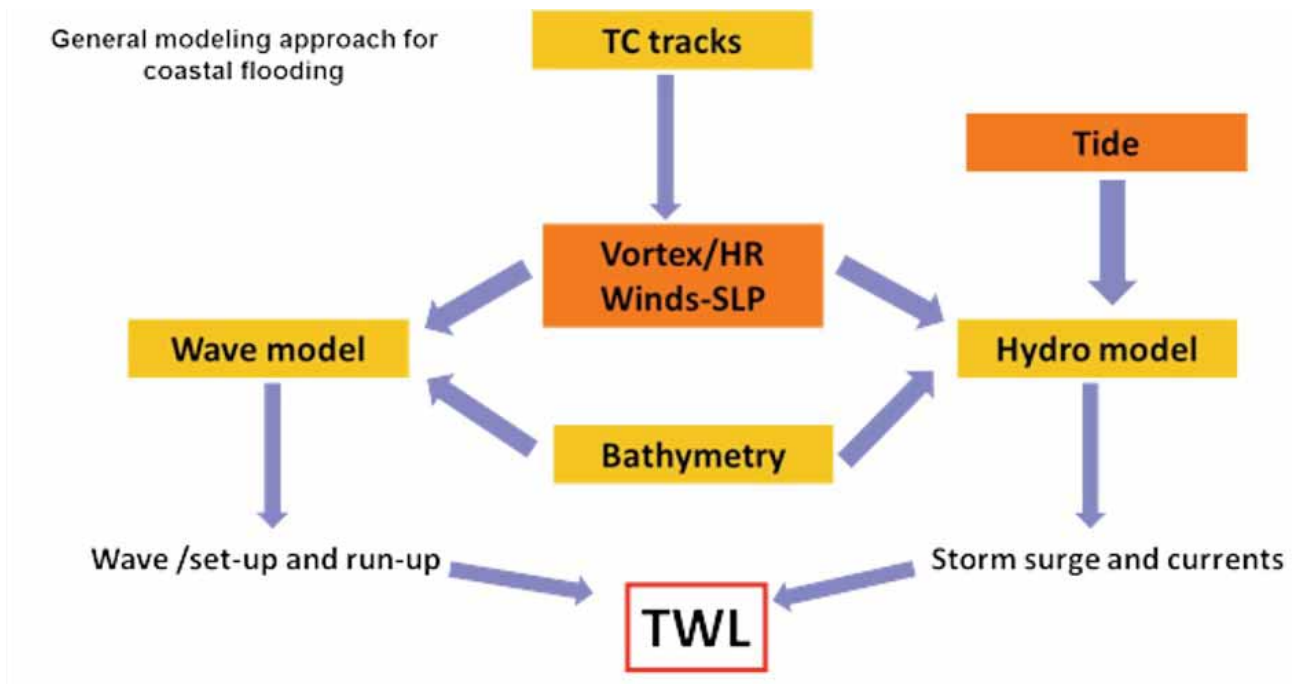 General modeling approach for
coastal flooding
TC tracks
Tide
Vortex/HR
Winds-SLP
Wave model
Hydro model
Bathymetry
Wave /set-up and run-up
Storm surge and currents
TWL